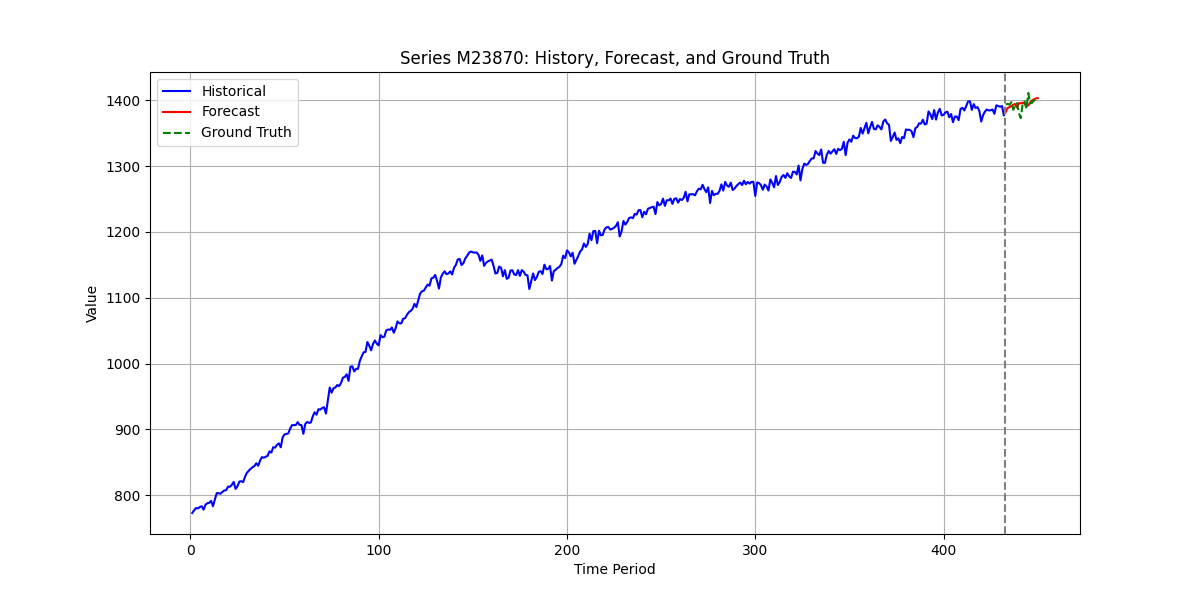 Series M23870: History, Forecast, and Ground Truth
Historical
Forecast
Ground Truth
1400
1300
1200
1100
1000
900
800
Value
0 100 200 300 400
Time Period